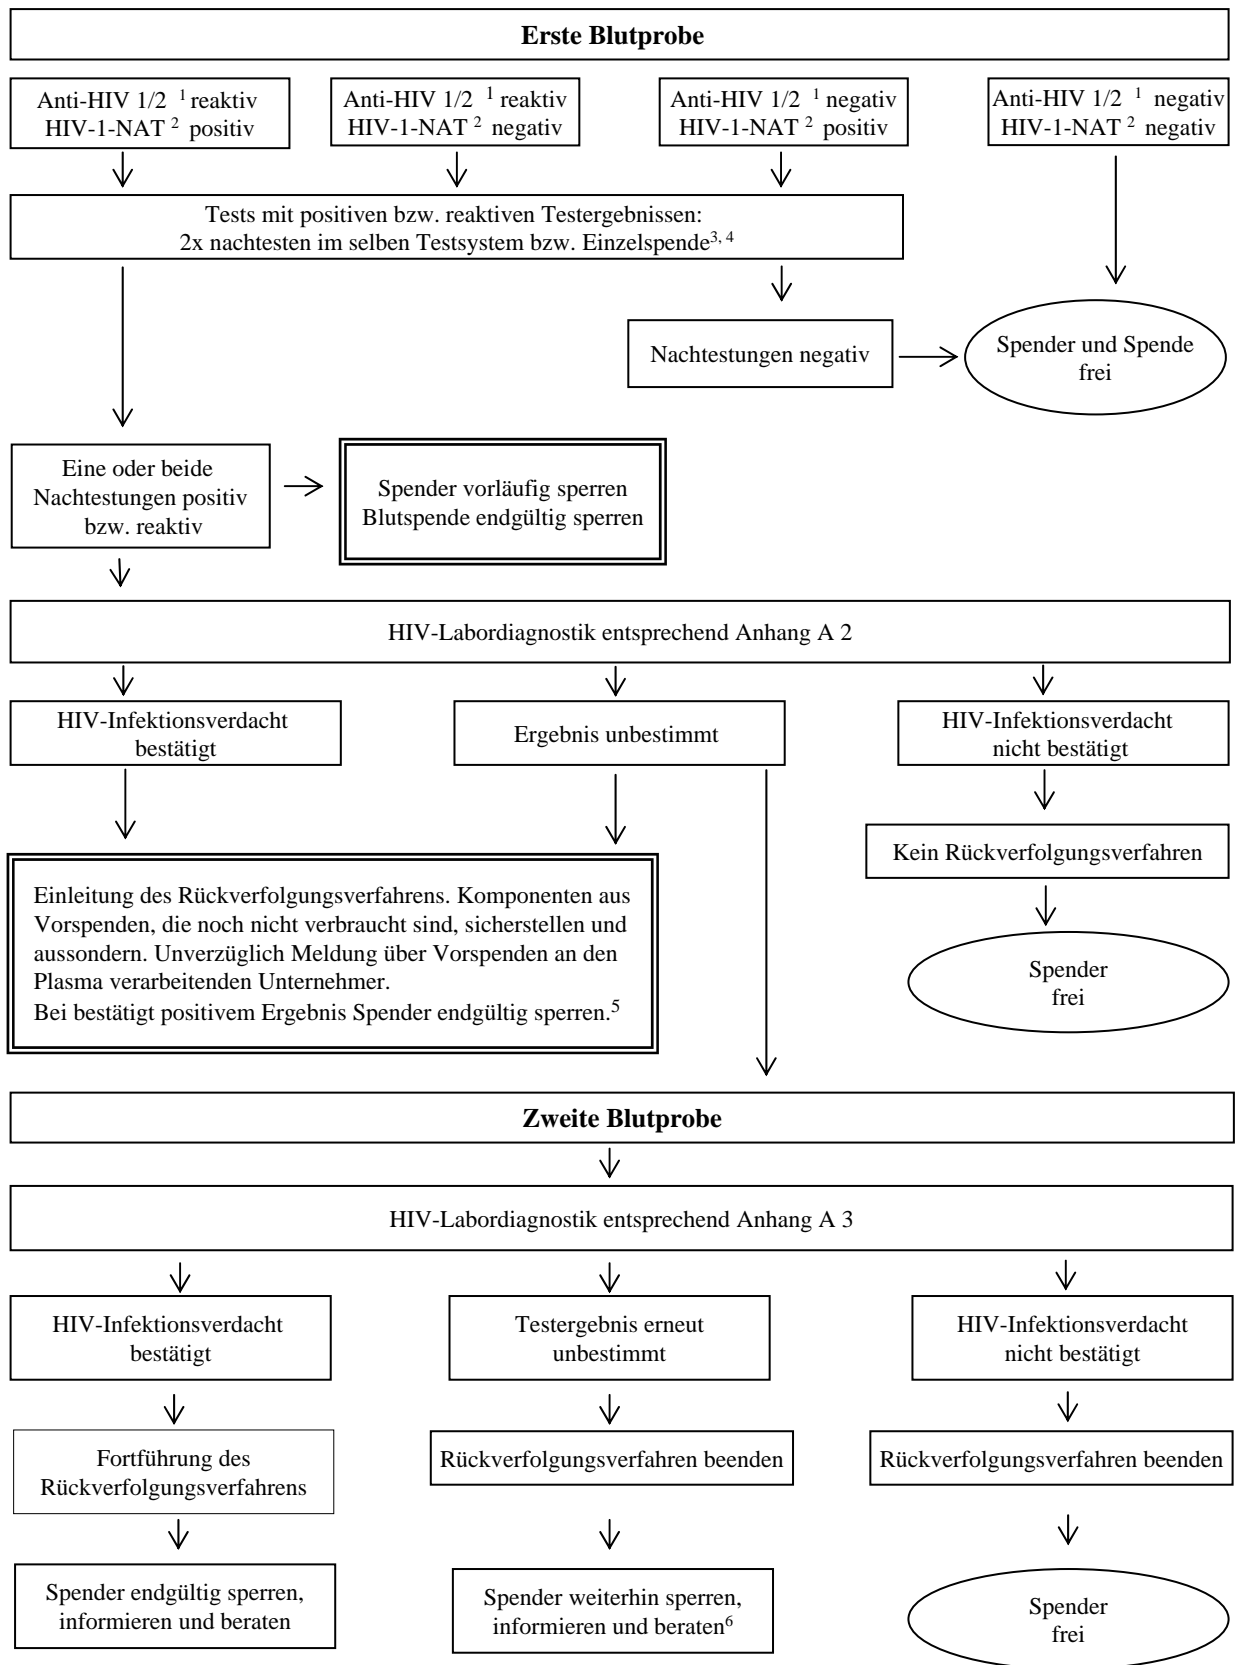 Erste Blutprobe
Anti-HIV 1/2 ¹ reaktiv
HIV-1-NAT ² positiv
Anti-HIV 1/2 ¹ reaktiv
HIV-1-NAT ² negativ
Anti-HIV 1/2 ¹ negativ
HIV-1-NAT ² positiv
Anti-HIV 1/2 ¹ negativ
HIV-1-NAT ² negativ
Tests mit positiven bzw. reaktiven Testergebnissen:
2x nachtesten im selben Testsystem bzw. Einzelspende³, ⁴
Nachtestungen negativ
Spender und Spende
frei
Eine oder beide
Nachtestungen positiv
bzw. reaktiv
Spender vorläufig sperren
Blutspende endgültig sperren
HIV-Labordiagnostik entsprechend Anhang A 2
HIV-Infektionsverdacht
bestätigt
Ergebnis unbestimmt
HIV-Infektionsverdacht
nicht bestätigt
Kein Rückverfolgungsverfahren
Einleitung des Rückverfolgungsverfahrens. Komponenten aus
Vorspenden, die noch nicht verbraucht sind, sicherstellen und
aussondern. Unverzüglich Meldung über Vorspenden an den
Plasma verarbeitenden Unternehmer.
Bei bestätigt positivem Ergebnis Spender endgültig sperren.⁵
Spender
frei
Zweite Blutprobe
HIV-Labordiagnostik entsprechend Anhang A 3
HIV-Infektionsverdacht
bestätigt
Testergebnis erneut
unbestimmt
HIV-Infektionsverdacht
nicht bestätigt
Fortführung des
Rückverfolgungsverfahrens
Rückverfolgungsverfahren beenden
Rückverfolgungsverfahren beenden
Spender endgültig sperren,
informieren und beraten
Spender weiterhin sperren,
informieren und beraten⁶
Spender
frei